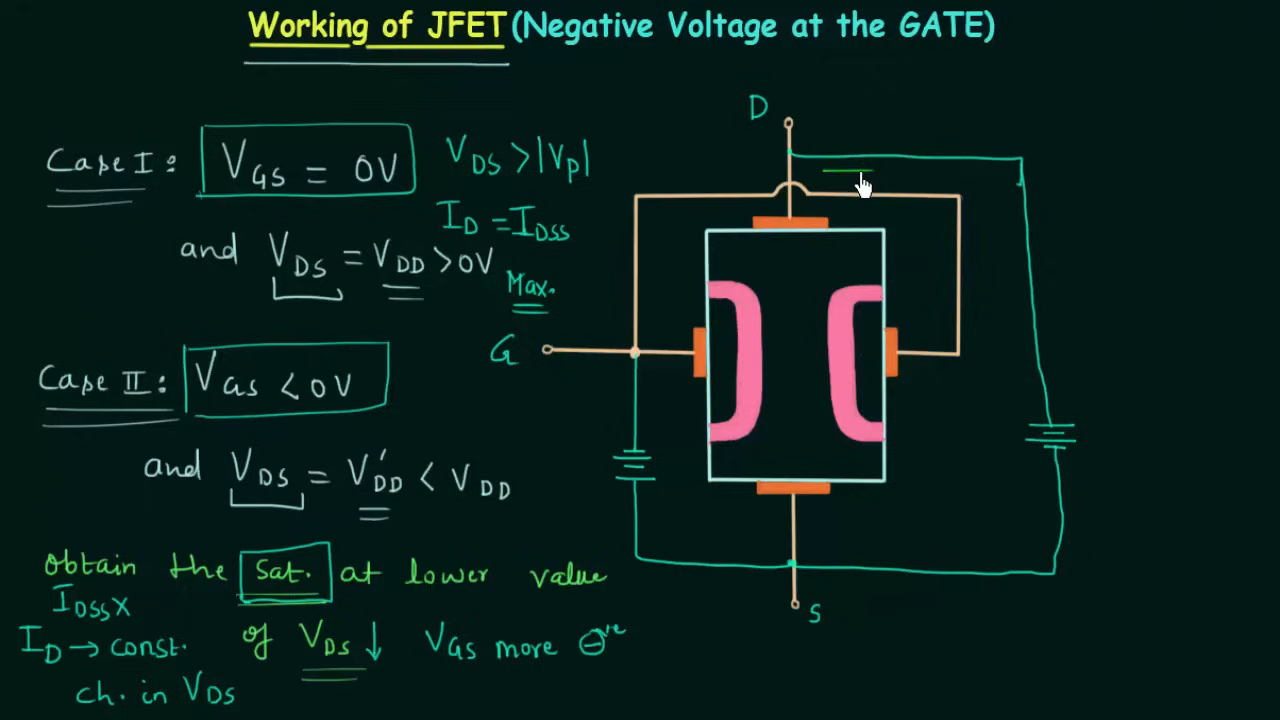 Working of JFET (Negative Voltage at the GATE)
Case I: VGS = 0V
and VDS = VDD > 0V
VDS > |VP|
ID = IDSS
Max.
Case II: VGS < 0V
and VDS = V'DD < VDD
obtain the Sat. at lower value
of VDS ↓ VGS more ⊖ve
IDSS X
ID → const.
ch. in VDS
D
G
S